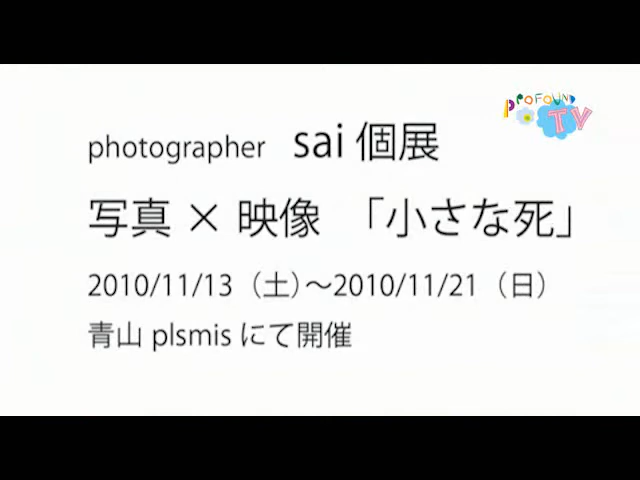 PROFOUND
TV
photographer sai 個展
写真 × 映像 「小さな死」
2010/11/13（土）〜2010/11/21（日）
青山 plsmis にて開催